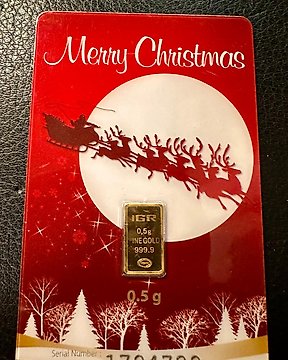 Merry Christmas
IGR
0,5g
FINE GOLD
999.9
0.5 g
Serial Number :